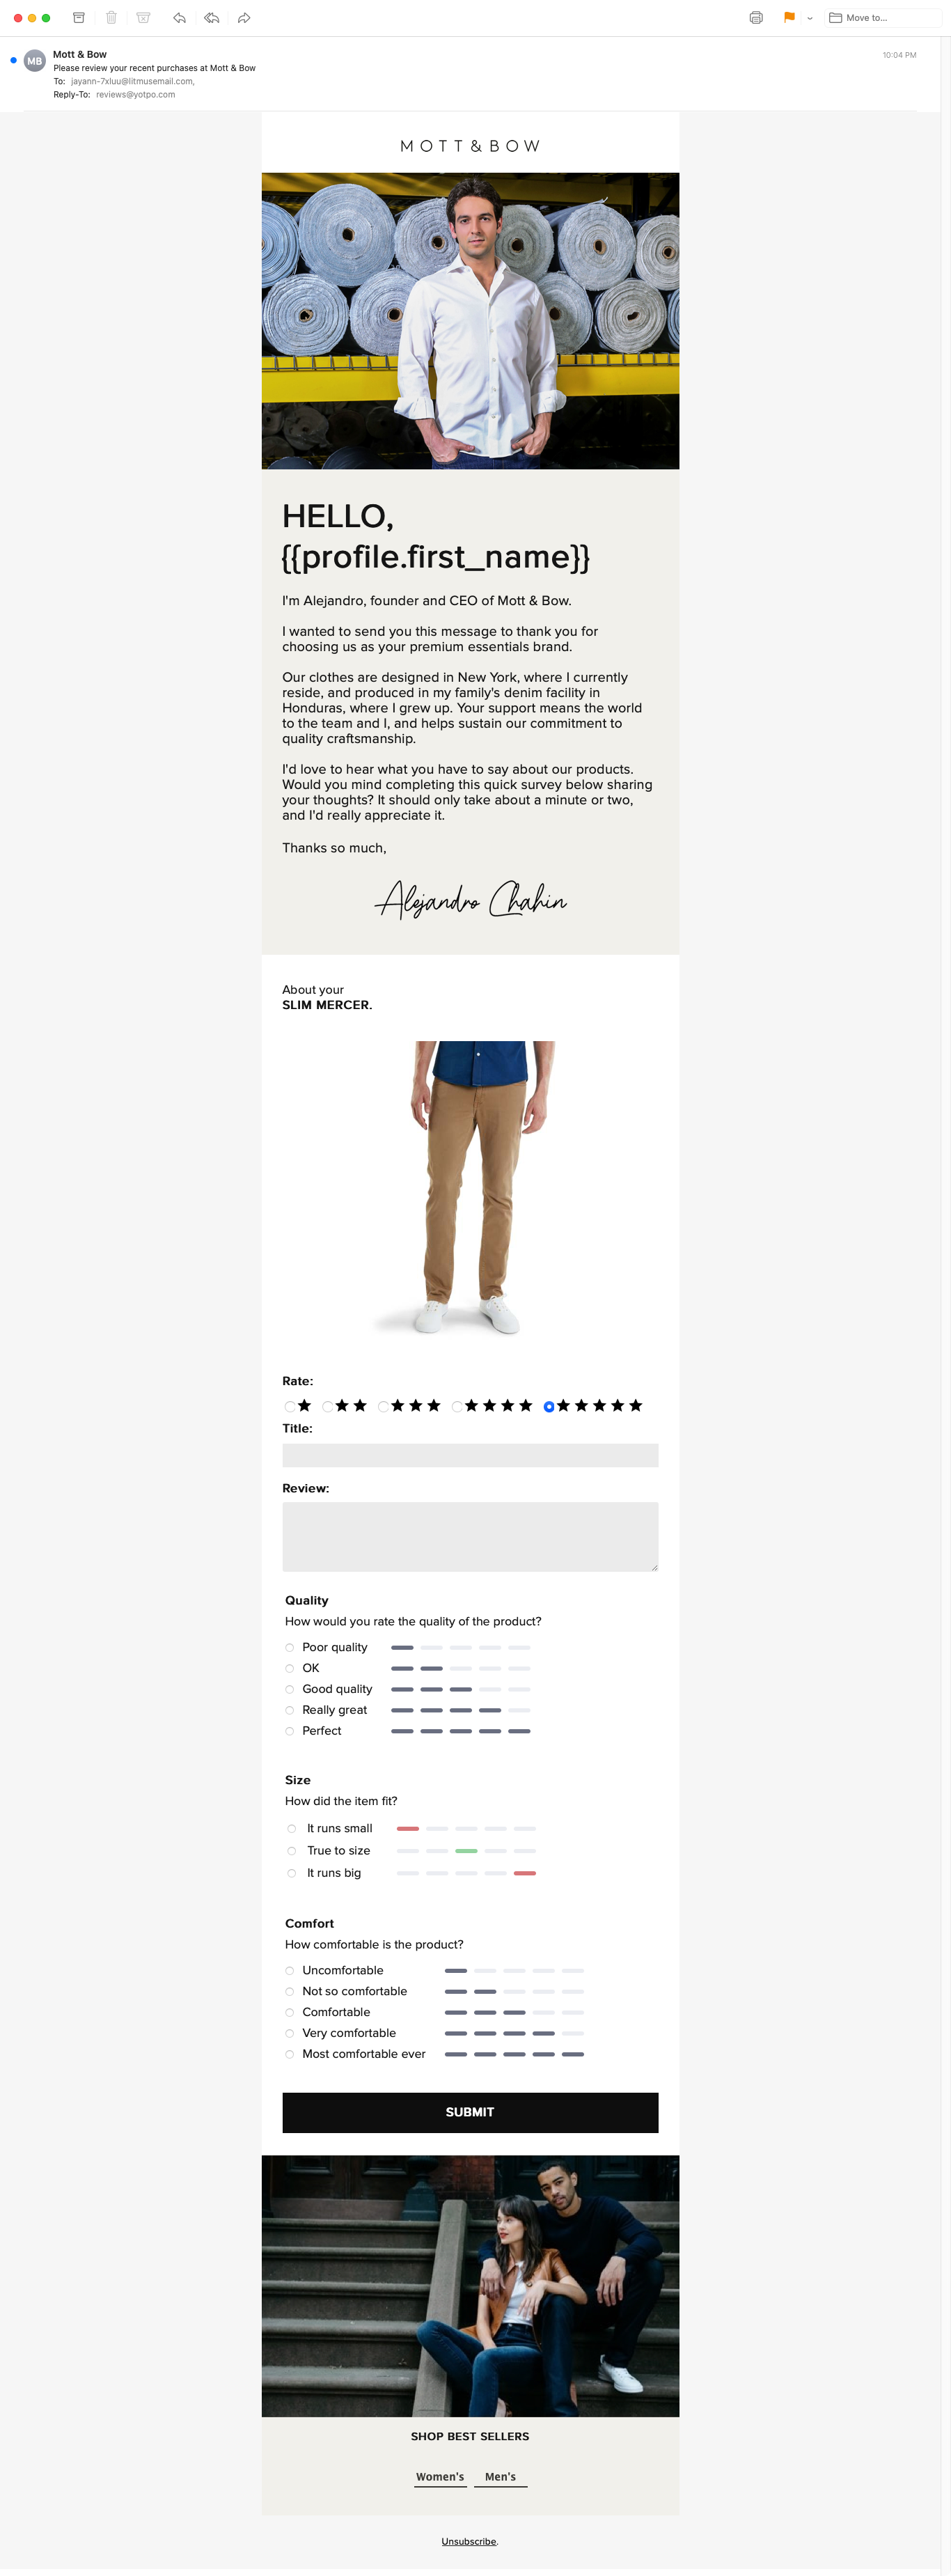 Move to...
MB
Mott & Bow
10:04 PM
Please review your recent purchases at Mott & Bow
To: jayann-7xluu@litmusemail.com,
Reply-To: reviews@yotpo.com
MOTT & BOW
HELLO,
{{profile.first_name}}
I'm Alejandro, founder and CEO of Mott & Bow.
I wanted to send you this message to thank you for
choosing us as your premium essentials brand.
Our clothes are designed in New York, where I currently
reside, and produced in my family's denim facility in
Honduras, where I grew up. Your support means the world
to the team and I, and helps sustain our commitment to
quality craftsmanship.
I'd love to hear what you have to say about our products.
Would you mind completing this quick survey below sharing
your thoughts? It should only take about a minute or two,
and I'd really appreciate it.
Thanks so much,
Alejandro Chahin
About your
SLIM MERCER.
Rate:
Title:
Review:
Quality
How would you rate the quality of the product?
Poor quality
OK
Good quality
Really great
Perfect
Size
How did the item fit?
It runs small
True to size
It runs big
Comfort
How comfortable is the product?
Uncomfortable
Not so comfortable
Comfortable
Very comfortable
Most comfortable ever
SUBMIT
SHOP BEST SELLERS
Women's Men's
Unsubscribe.